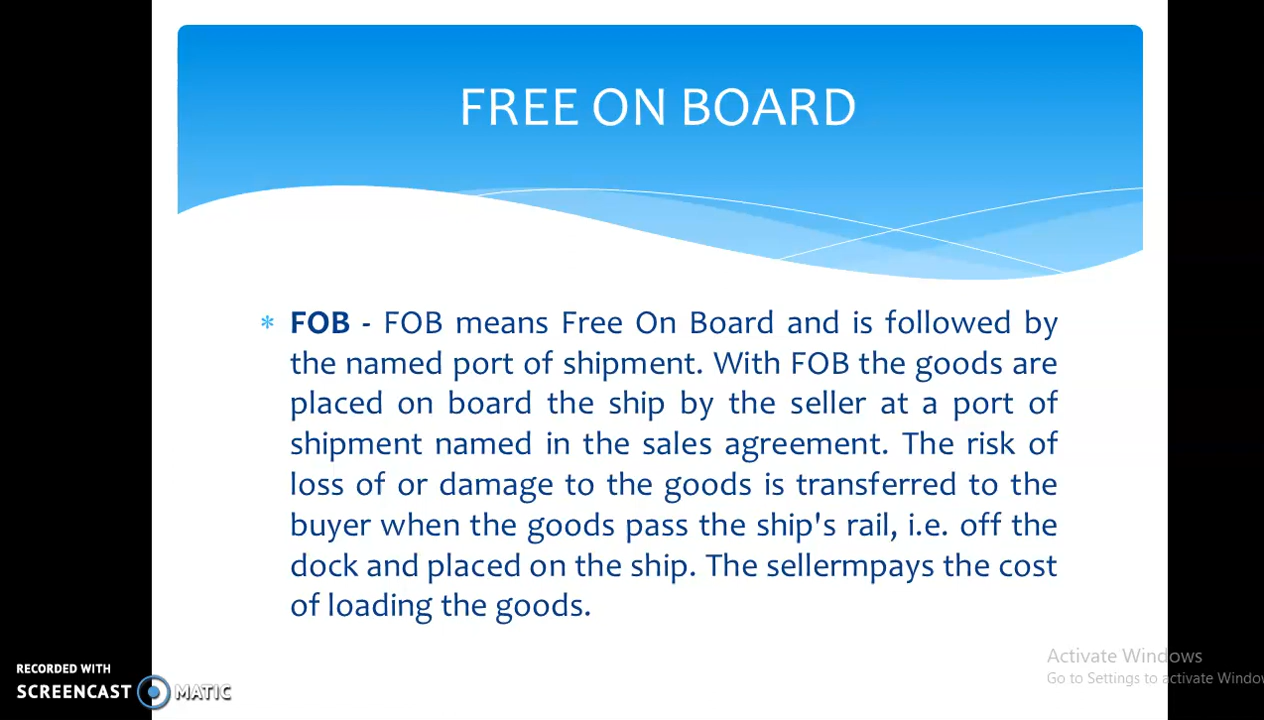 FREE ON BOARD
* FOB - FOB means Free On Board and is followed by
the named port of shipment. With FOB the goods are
placed on board the ship by the seller at a port of
shipment named in the sales agreement. The risk of
loss of or damage to the goods is transferred to the
buyer when the goods pass the ship's rail, i.e. off the
dock and placed on the ship. The sellermpays the cost
of loading the goods.
Activate Windows
Go to Settings to activate Windo
RECORDED WITH
SCREENCAST MATIC